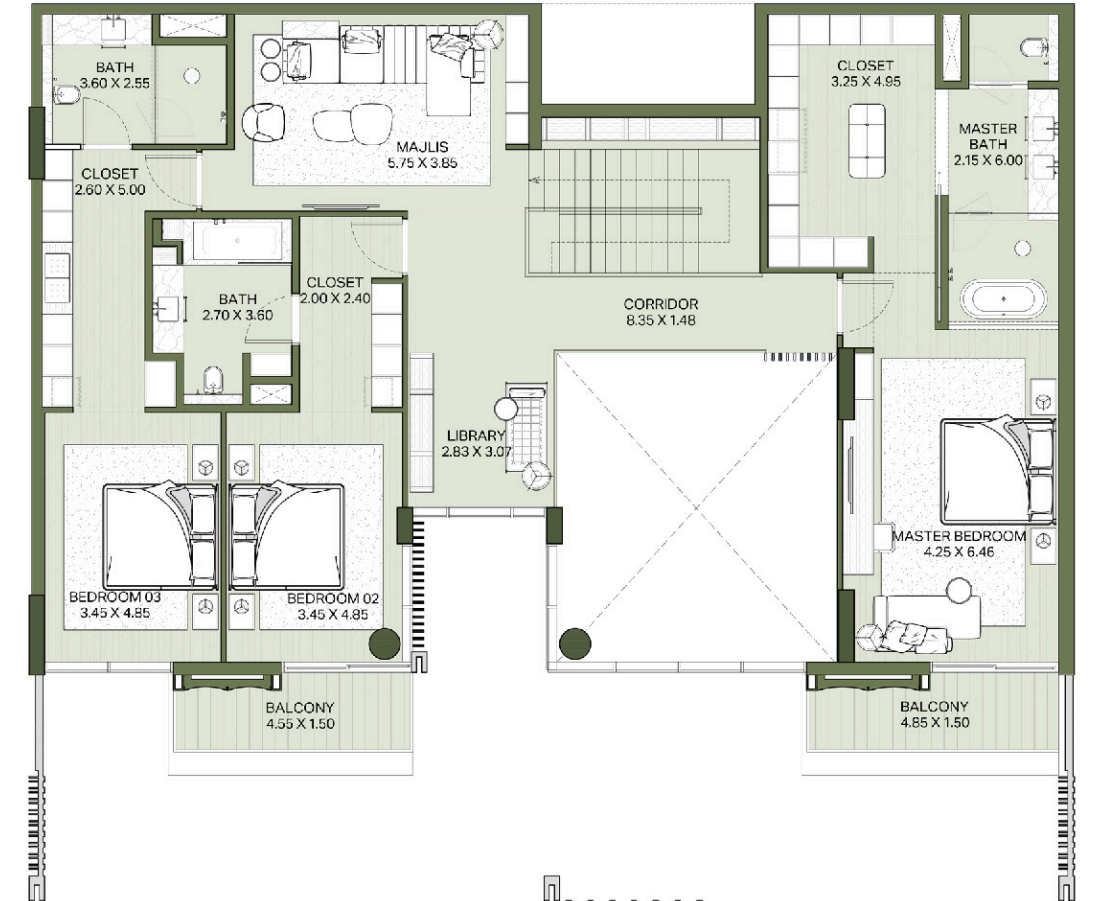 BATH
3.60 X 2.55
MAJLIS
5.75 X 3.85
CLOSET
3.25 X 4.95
MASTER
BATH
2.15 X 6.00
CLOSET
2.60 X 5.00
BATH
2.70 X 3.60
CLOSET
2.00 X 2.40
CORRIDOR
8.35 X 1.48
LIBRARY
2.83 X 3.07
MASTER BEDROOM
4.25 X 6.46
BEDROOM 03
3.45 X 4.85
BEDROOM 02
3.45 X 4.85
BALCONY
4.55 X 1.50
BALCONY
4.85 X 1.50